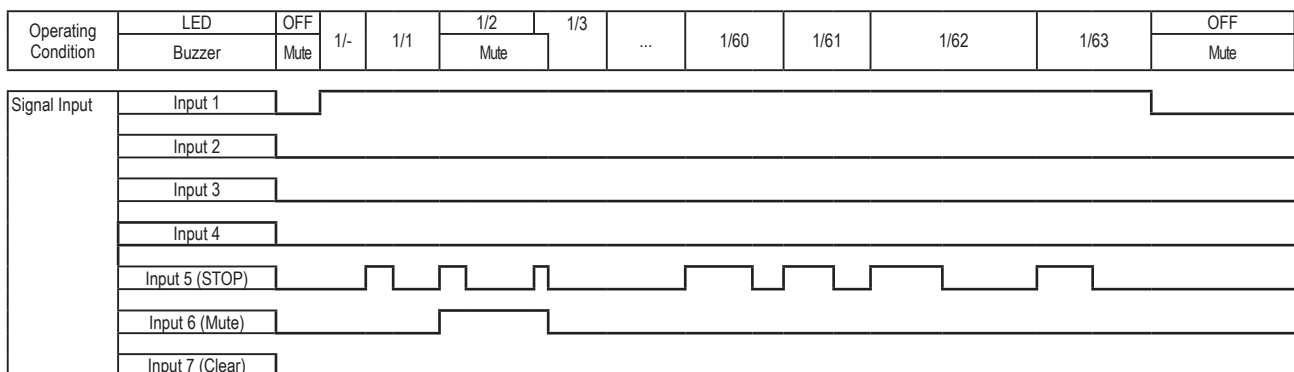 Operating Condition LED OFF 1/- 1/1 1/2 1/3 ... 1/60 1/61 1/62 1/63 OFF
Buzzer Mute Mute Mute
Signal Input Input 1
Input 2
Input 3
Input 4
Input 5 (STOP)
Input 6 (Mute)
Input 7 (Clear)